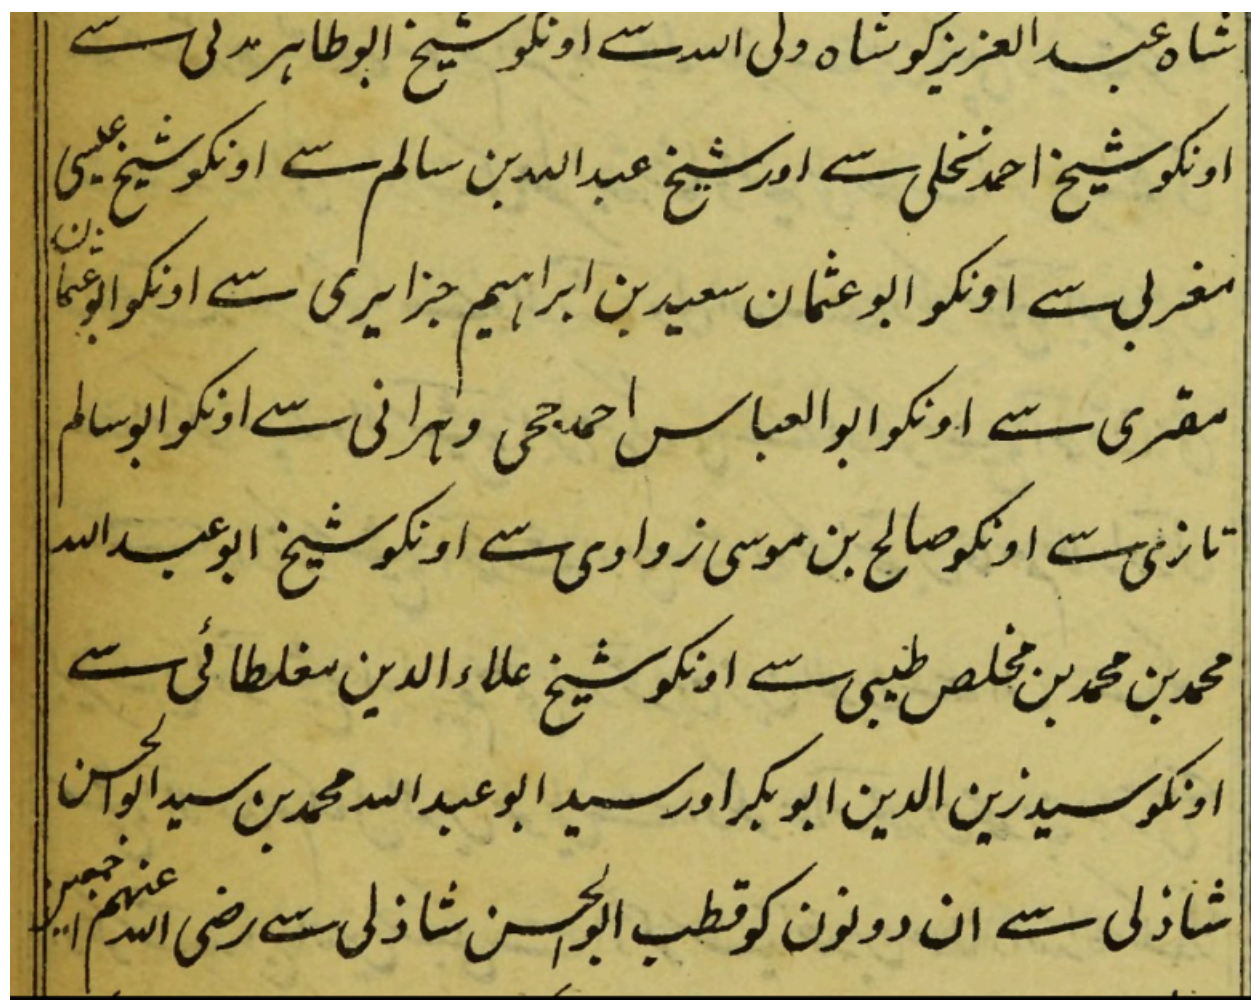 شاہ عبد العزیز کو شاہ ولی اللہ سے اونکو شیخ ابو طاہر مدنی سے
اونکو شیخ احمد نخلی سے اور شیخ عبد اللہ بن سالم سے اونکو شیخ عیسی
مغربی سے اونکو ابو عثمان سعید بن ابراہیم جزایری سے اونکو ابو عثمان
مقری سے اونکو ابو العباس احمد حجی وہرانی سے اونکو ابو سالم
تازی سے اونکو صالح بن موسی زواوی سے اونکو شیخ ابو عبد اللہ
محمد بن محمد بن مخلص طیبی سے اونکو شیخ علاء الدین مغلطائی سے
اونکو سید زین الدین ابو بکر اور سید ابو عبد اللہ محمد بن سید ابو الحسن
شاذلی سے ان دونون کو قطب ابو الحسن شاذلی سے رضی اللہ عنہم اجمعین